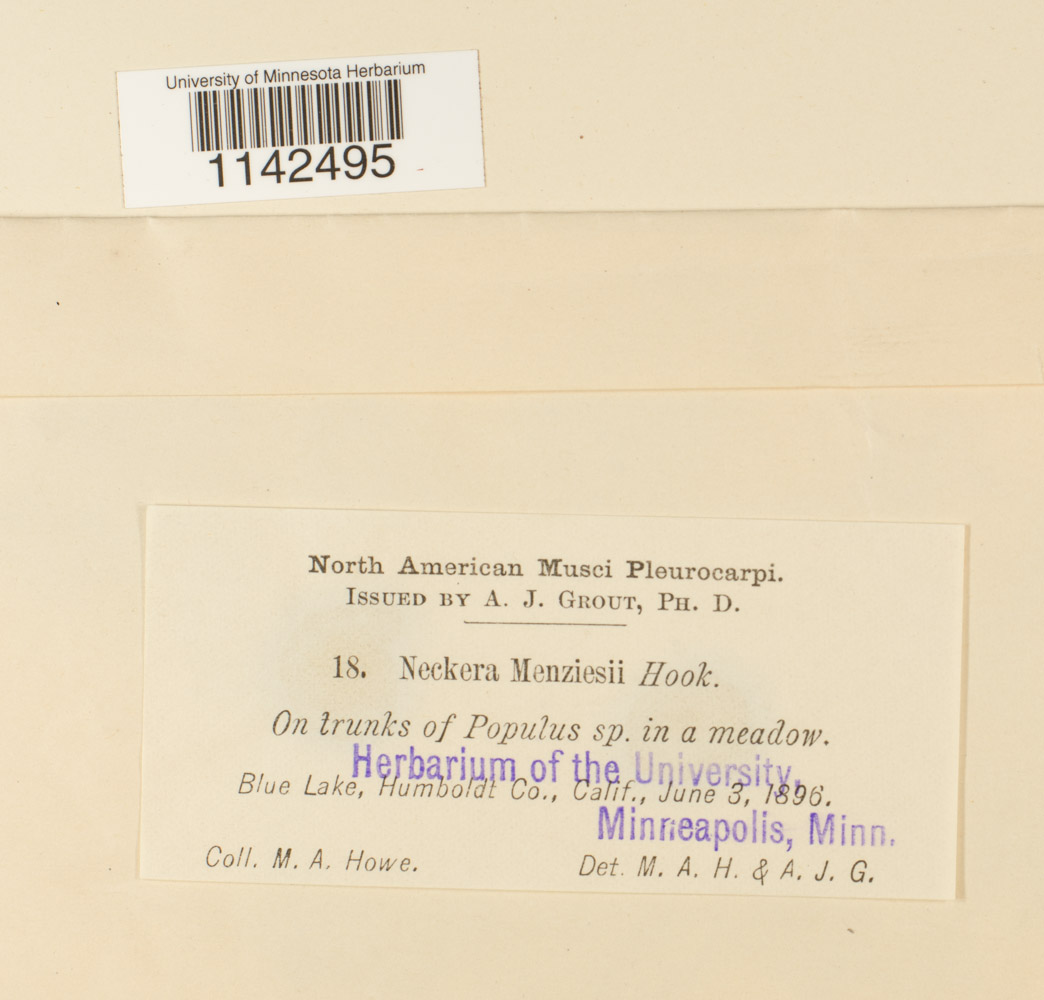 University of Minnesota Herbarium
1142495
North American Musci Pleurocarpi.
Issued by A. J. Grout, Ph. D.
18. Neckera Menziesii Hook.
On trunks of Populus sp. in a meadow.
Herbarium of the University,
Blue Lake, Humboldt Co., Calif., June 3, 1896.
Minneapolis, Minn.
Coll. M. A. Howe.
Det. M. A. H. & A. J. G.